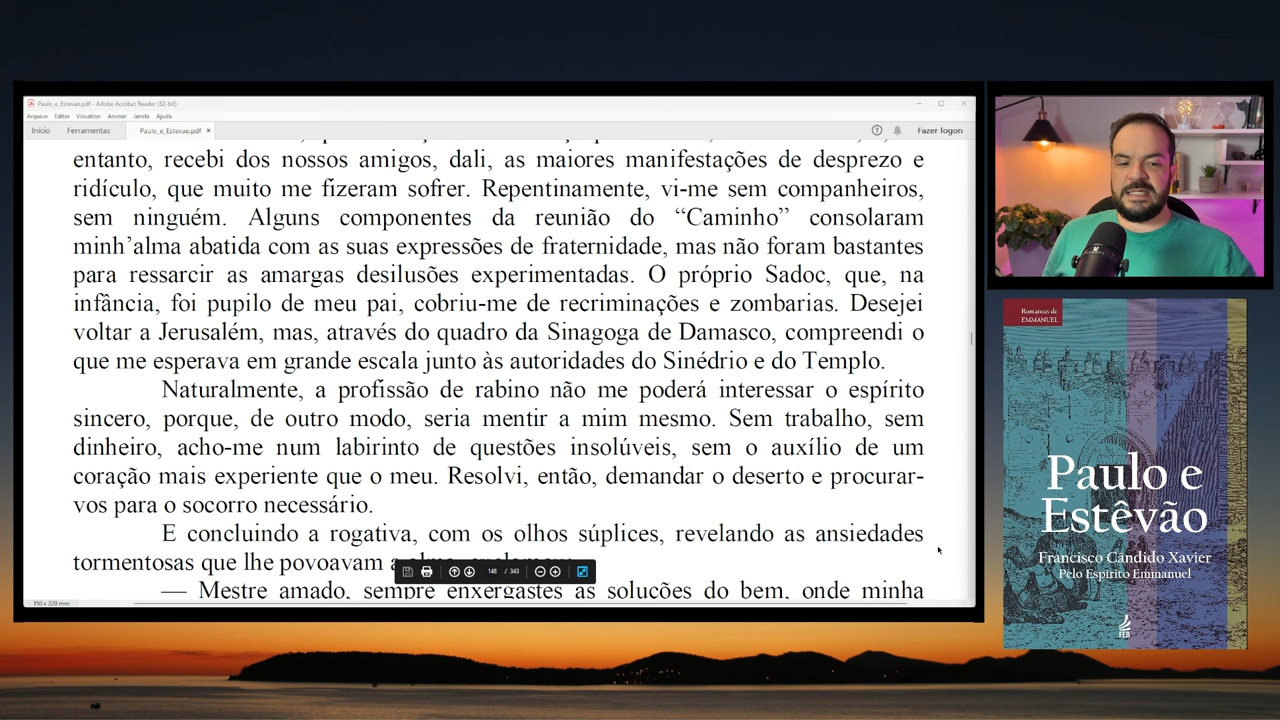 Paulo_e_Estevao.pdf - Adobe Acrobat Reader (32-bit)
Arquivo Editar Visualizar Assinar Janela Ajuda
Início Ferramentas Paulo_e_Estevao.pdf × Fazer logon
entanto, recebi dos nossos amigos, dali, as maiores manifestações de desprezo e
ridículo, que muito me fizeram sofrer. Repentinamente, vi-me sem companheiros,
sem ninguém. Alguns componentes da reunião do “Caminho” consolaram
minh’alma abatida com as suas expressões de fraternidade, mas não foram bastantes
para ressarcir as amargas desilusões experimentadas. O próprio Sadoc, que, na
infância, foi pupilo de meu pai, cobriu-me de recriminações e zombarias. Desejei
voltar a Jerusalém, mas, através do quadro da Sinagoga de Damasco, compreendi o
que me esperava em grande escala junto às autoridades do Sinédrio e do Templo.
Naturalmente, a profissão de rabino não me poderá interessar o espírito
sincero, porque, de outro modo, seria mentir a mim mesmo. Sem trabalho, sem
dinheiro, acho-me num labirinto de questões insolúveis, sem o auxílio de um
coração mais experiente que o meu. Resolvi, então, demandar o deserto e procurar-
vos para o socorro necessário.
E concluindo a rogativa, com os olhos súplices, revelando as ansiedades
tormentosas que lhe povoavam a
148 / 343
— Mestre amado, sempre enxergastes as soluções do bem, onde minha
150 x 220 mm
Romances de
EMMANUEL
Paulo e
Estêvão
Francisco Cândido Xavier
Pelo Espírito Emmanuel
FEB